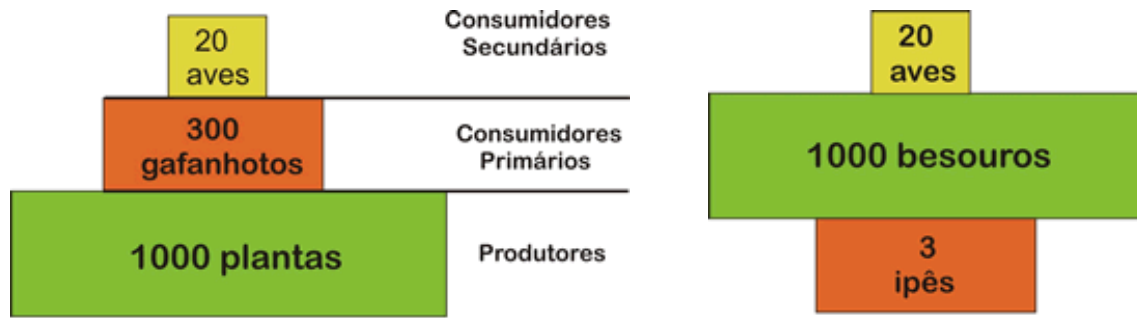 20
aves
Consumidores
Secundários
300
gafanhotos
Consumidores
Primários
1000 plantas
Produtores
20
aves
1000 besouros
3
ipês